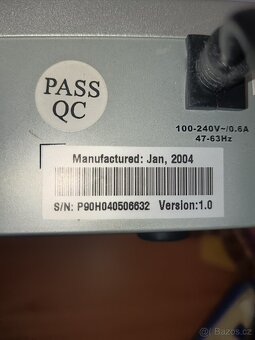 PASS
QC
100-240V~/0.6A
47-63Hz
Manufactured: Jan, 2004
S/N: P90H040506632 Version:1.0
Bazos.cz